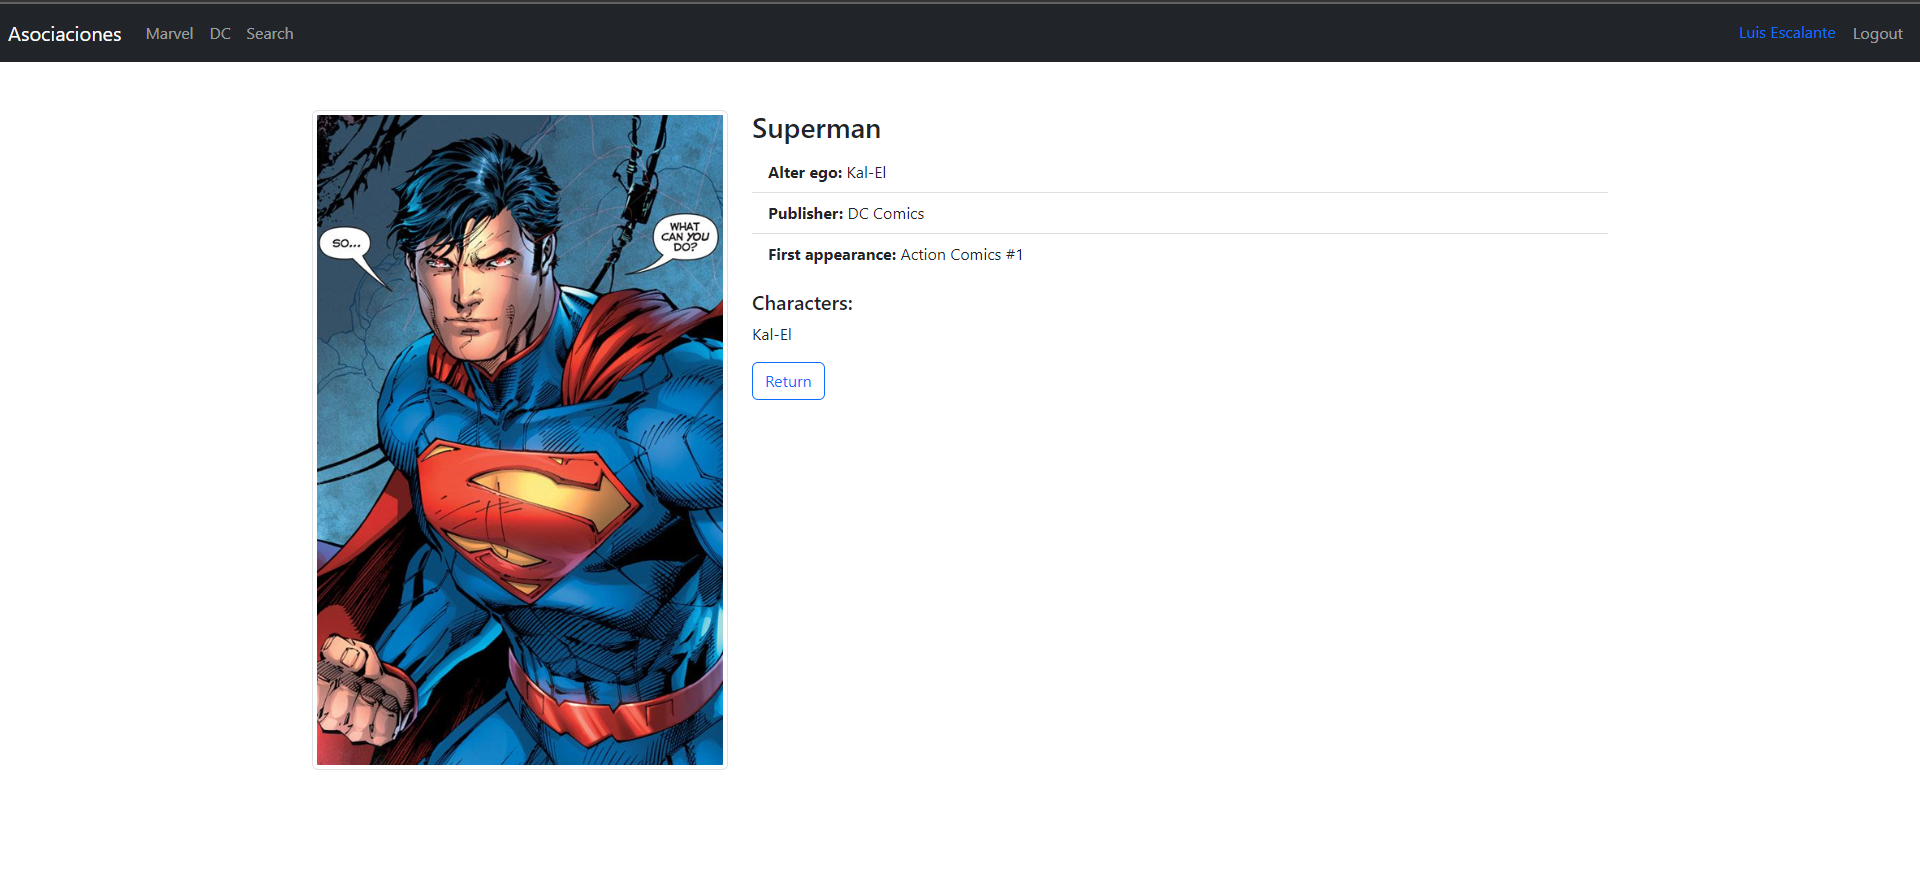 Asociaciones Marvel DC Search Luis Escalante Logout
SO...
WHAT
CAN YOU
DO?
Superman
Alter ego: Kal-El
Publisher: DC Comics
First appearance: Action Comics #1
Characters:
Kal-El
Return